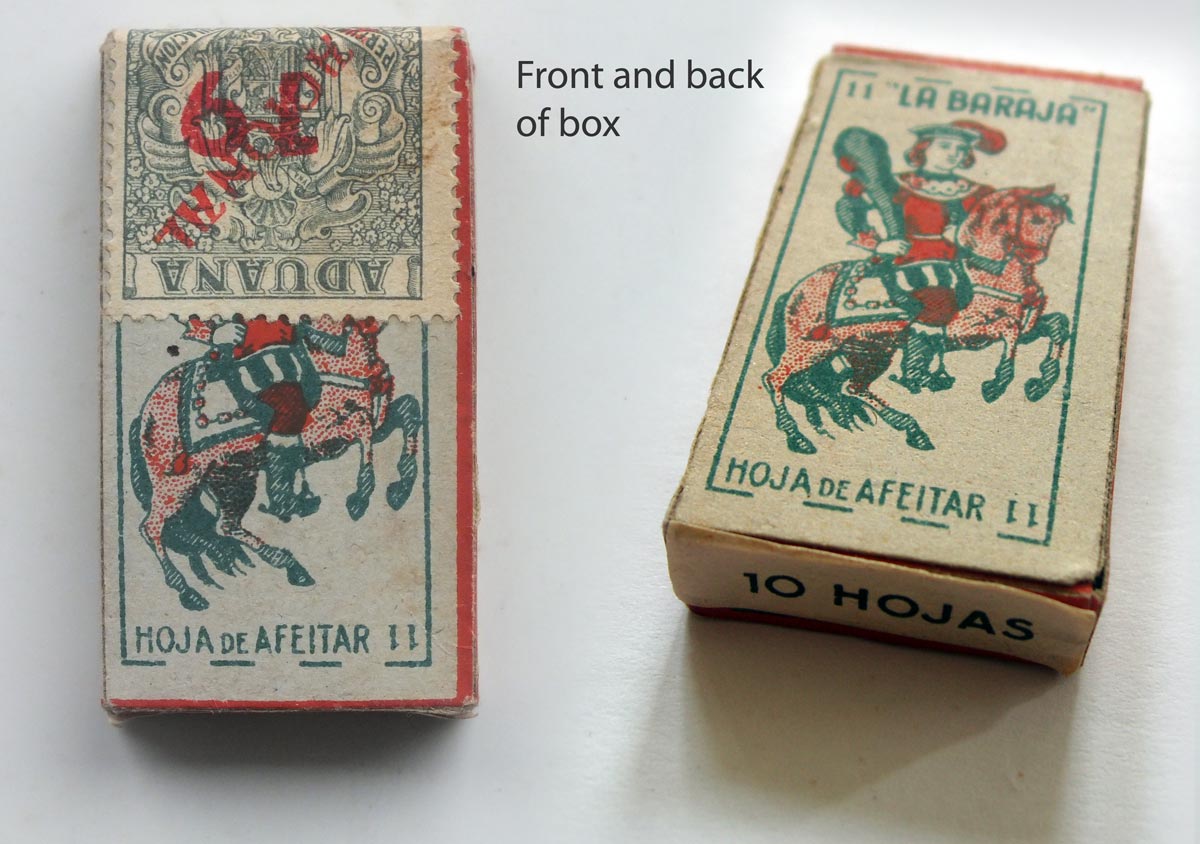 Front and back
of box
ADUANA
HOJA DE AFEITAR 11
11 "LA BARAJA"
HOJA DE AFEITAR 11
10 HOJAS